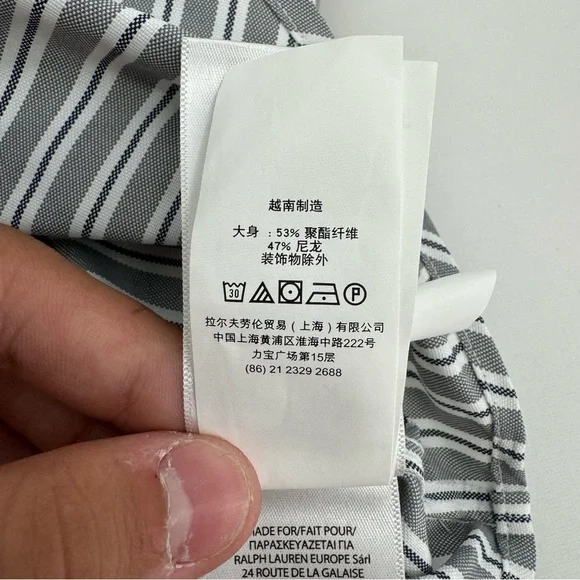 越南制造
大身 : 53% 聚酯纤维
47% 尼龙
装饰物除外
30 P
拉尔夫劳伦贸易（上海）有限公司
中国上海黄浦区淮海中路222号
力宝广场第15层
(86) 21 2329 2688
MADE FOR/FAIT POUR/
ΠΑΡΑΣΚΕΥΑΖΕΤΑΙ ΓΙΑ
RALPH LAUREN EUROPE Sàrl
24 ROUTE DE LA GALAISE